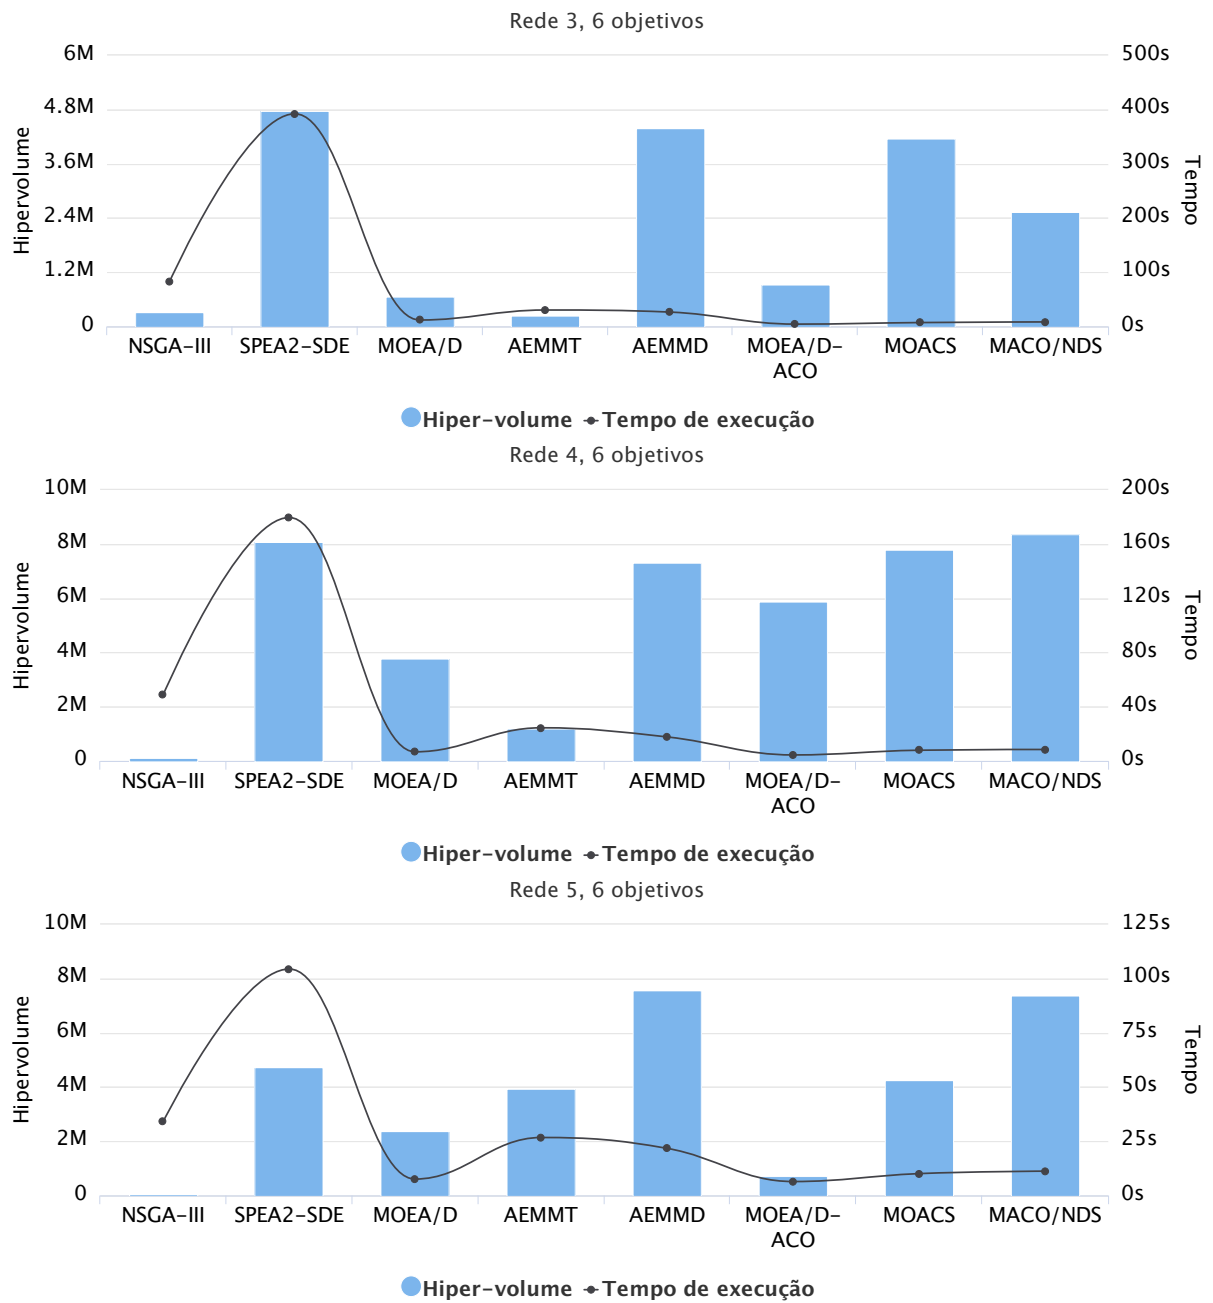 Rede 3, 6 objetivos
6M 500s
4.8M 400s
3.6M 300s
2.4M 200s
1.2M 100s
0 0s
Hipervolume
Tempo
NSGA-III SPEA2-SDE MOEA/D AEMMT AEMMD MOEA/D-ACO MOACS MACO/NDS
Hiper-volume Tempo de execução
Rede 4, 6 objetivos
10M 200s
8M 160s
6M 120s
4M 80s
2M 40s
0 0s
Hipervolume
Tempo
NSGA-III SPEA2-SDE MOEA/D AEMMT AEMMD MOEA/D-ACO MOACS MACO/NDS
Hiper-volume Tempo de execução
Rede 5, 6 objetivos
10M 125s
8M 100s
6M 75s
4M 50s
2M 25s
0 0s
Hipervolume
Tempo
NSGA-III SPEA2-SDE MOEA/D AEMMT AEMMD MOEA/D-ACO MOACS MACO/NDS
Hiper-volume Tempo de execução